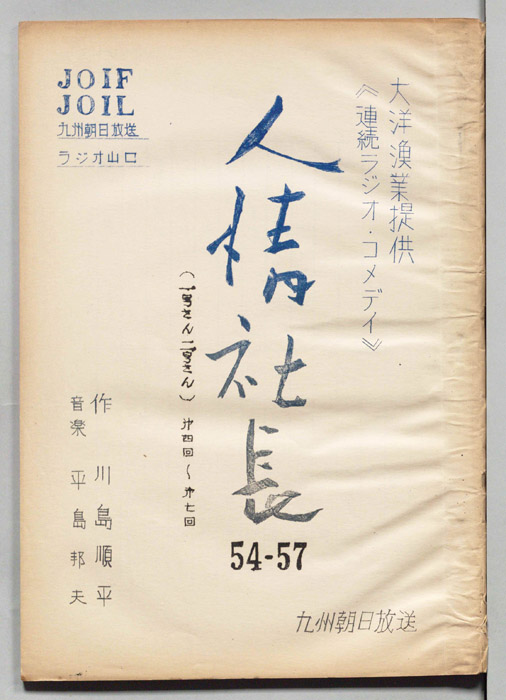 JOIF
JOIL
九州朝日放送
ラジオ山口
大洋漁業提供
《連続ラジオ・コメデイ》
人情社長
(一号さん二号さん) 第四回〜第七回
54-57
作 川島順平
音楽 平島邦夫
九州朝日放送